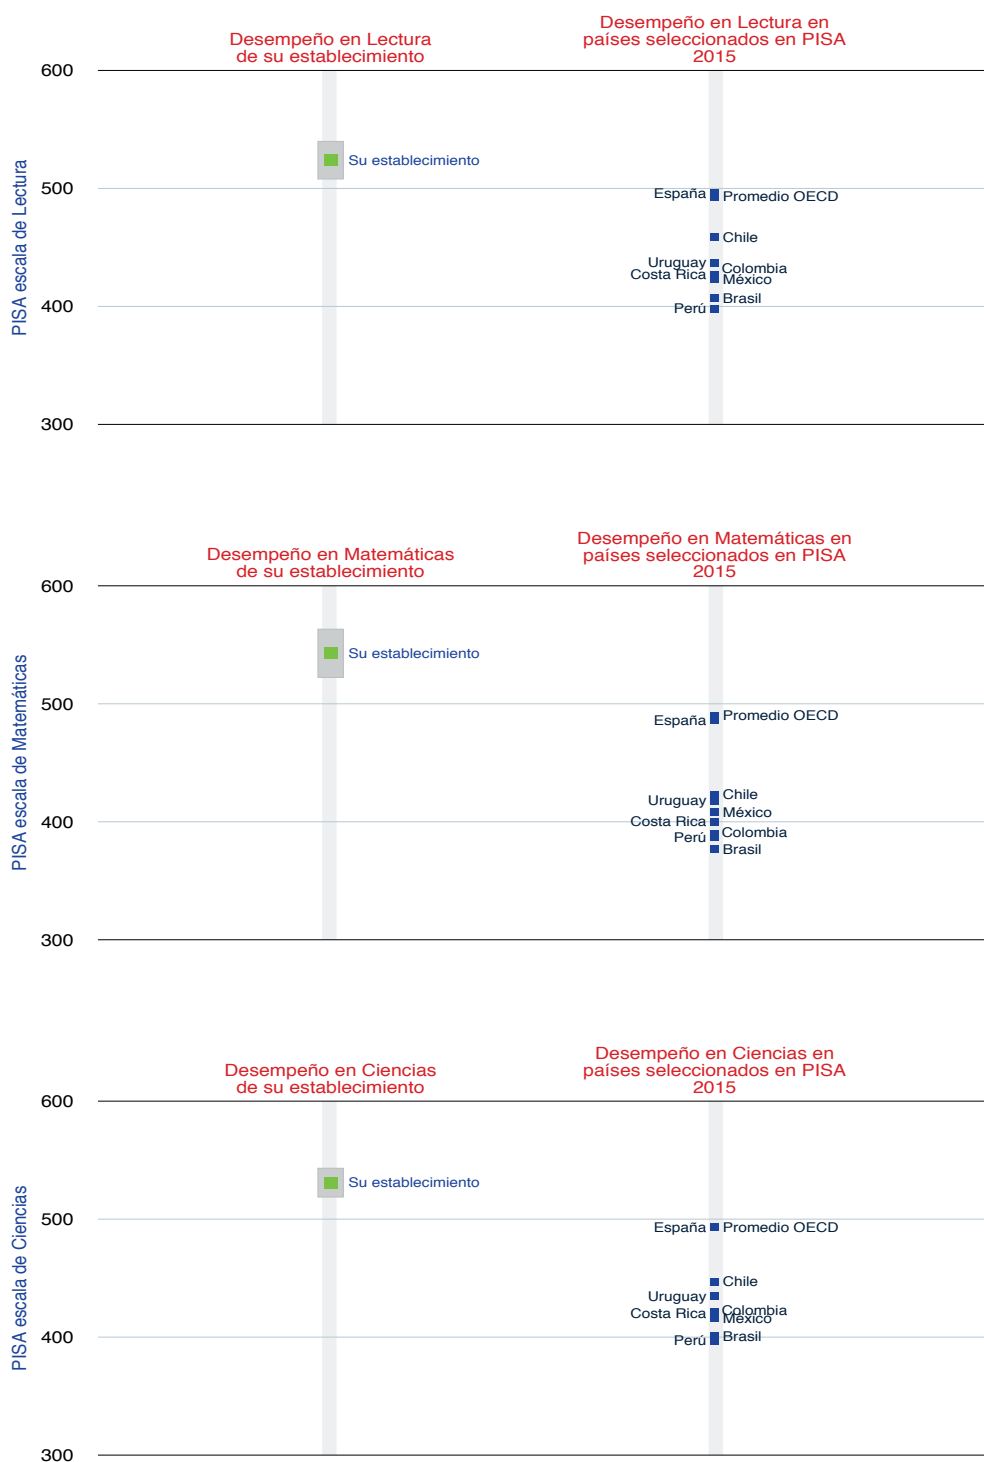 Desempeño en Lectura
de su establecimiento
Desempeño en Lectura en
países seleccionados en PISA
2015
PISA escala de Lectura
600
500
400
300
Su establecimiento
España
Promedio OECD
Chile
Uruguay
Colombia
Costa Rica
México
Brasil
Perú
Desempeño en Matemáticas
de su establecimiento
Desempeño en Matemáticas en
países seleccionados en PISA
2015
PISA escala de Matemáticas
600
500
400
300
Su establecimiento
Promedio OECD
España
Chile
Uruguay
México
Costa Rica
Colombia
Perú
Brasil
Desempeño en Ciencias
de su establecimiento
Desempeño en Ciencias en
países seleccionados en PISA
2015
PISA escala de Ciencias
600
500
400
300
Su establecimiento
España
Promedio OECD
Chile
Uruguay
Colombia
Costa Rica
México
Brasil
Perú